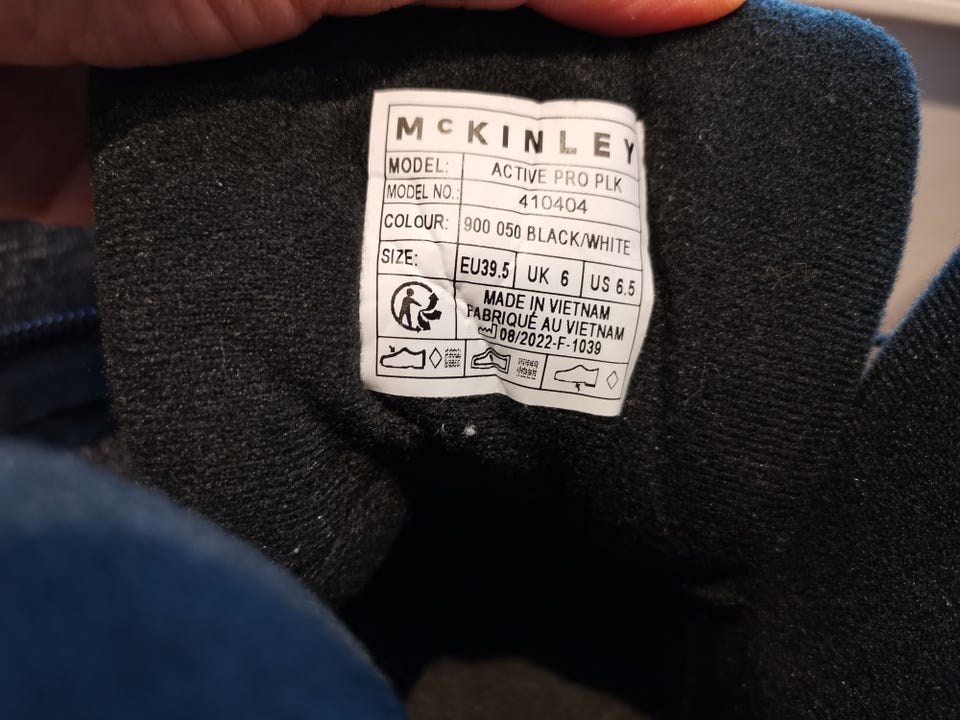 McKINLEY
MODEL: ACTIVE PRO PLK
MODEL NO.: 410404
COLOUR: 900 050 BLACK/WHITE
SIZE: EU39.5 UK 6 US 6.5
MADE IN VIETNAM
FABRIQUÉ AU VIETNAM
08/2022-F-1039